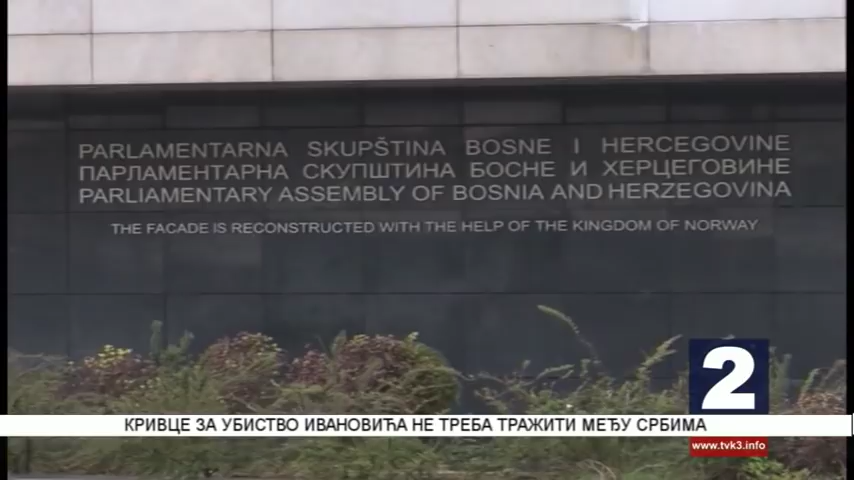 PARLAMENTARNA SKUPŠTINA BOSNE I HERCEGOVINE
ПАРЛАМЕНТАРНА СКУПШТИНА БОСНЕ И ХЕРЦЕГОВИНЕ
PARLIAMENTARY ASSEMBLY OF BOSNIA AND HERZEGOVINA
THE FACADE IS RECONSTRUCTED WITH THE HELP OF THE KINGDOM OF NORWAY
2
КРИВЦЕ ЗА УБИСТВО ИВАНОВИЋА НЕ ТРЕБА ТРАЖИТИ МЕЂУ СРБИМА
www.tvk3.info